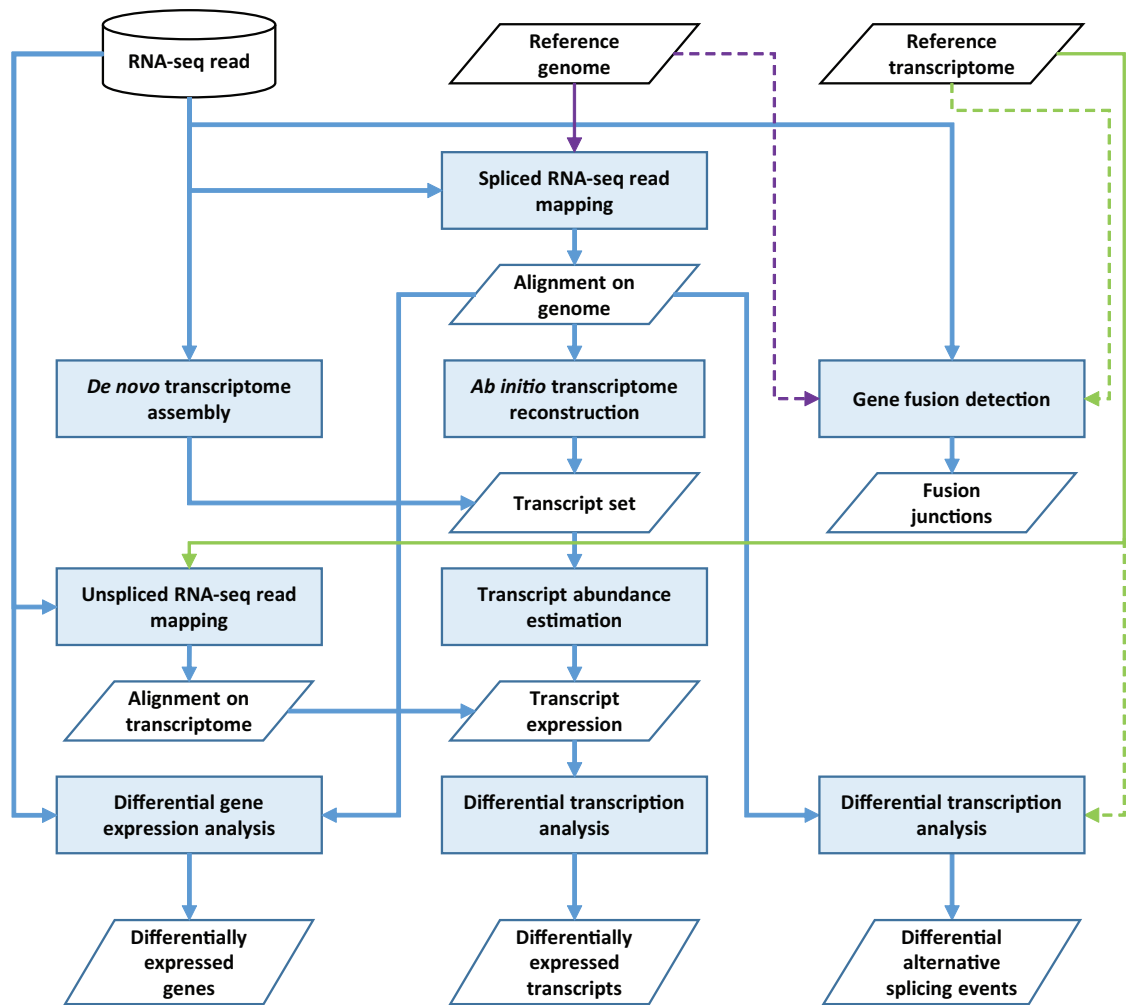 RNA-seq read
Reference
genome
Reference
transcriptome
Spliced RNA-seq read
mapping
Alignment on
genome
De novo transcriptome
assembly
Ab initio transcriptome
reconstruction
Gene fusion detection
Transcript set
Fusion
junctions
Unspliced RNA-seq read
mapping
Transcript abundance
estimation
Alignment on
transcriptome
Transcript
expression
Differential gene
expression analysis
Differential transcription
analysis
Differential transcription
analysis
Differentially
expressed
genes
Differentially
expressed
transcripts
Differential
alternative
splicing events